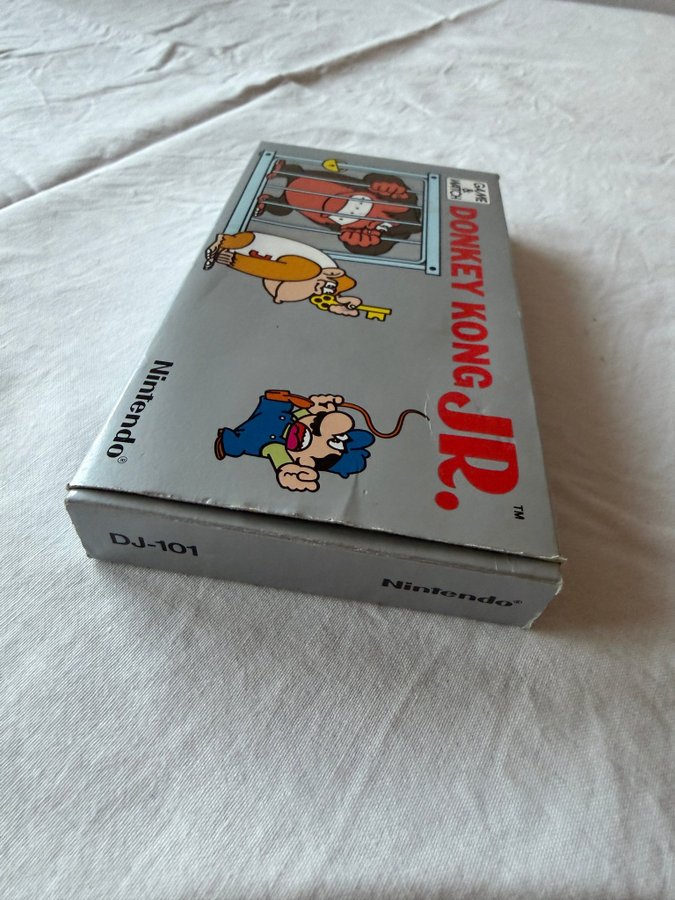 GAME &
WATCH
DONKEY KONG JR.™
Nintendo®
DJ-101
Nintendo®